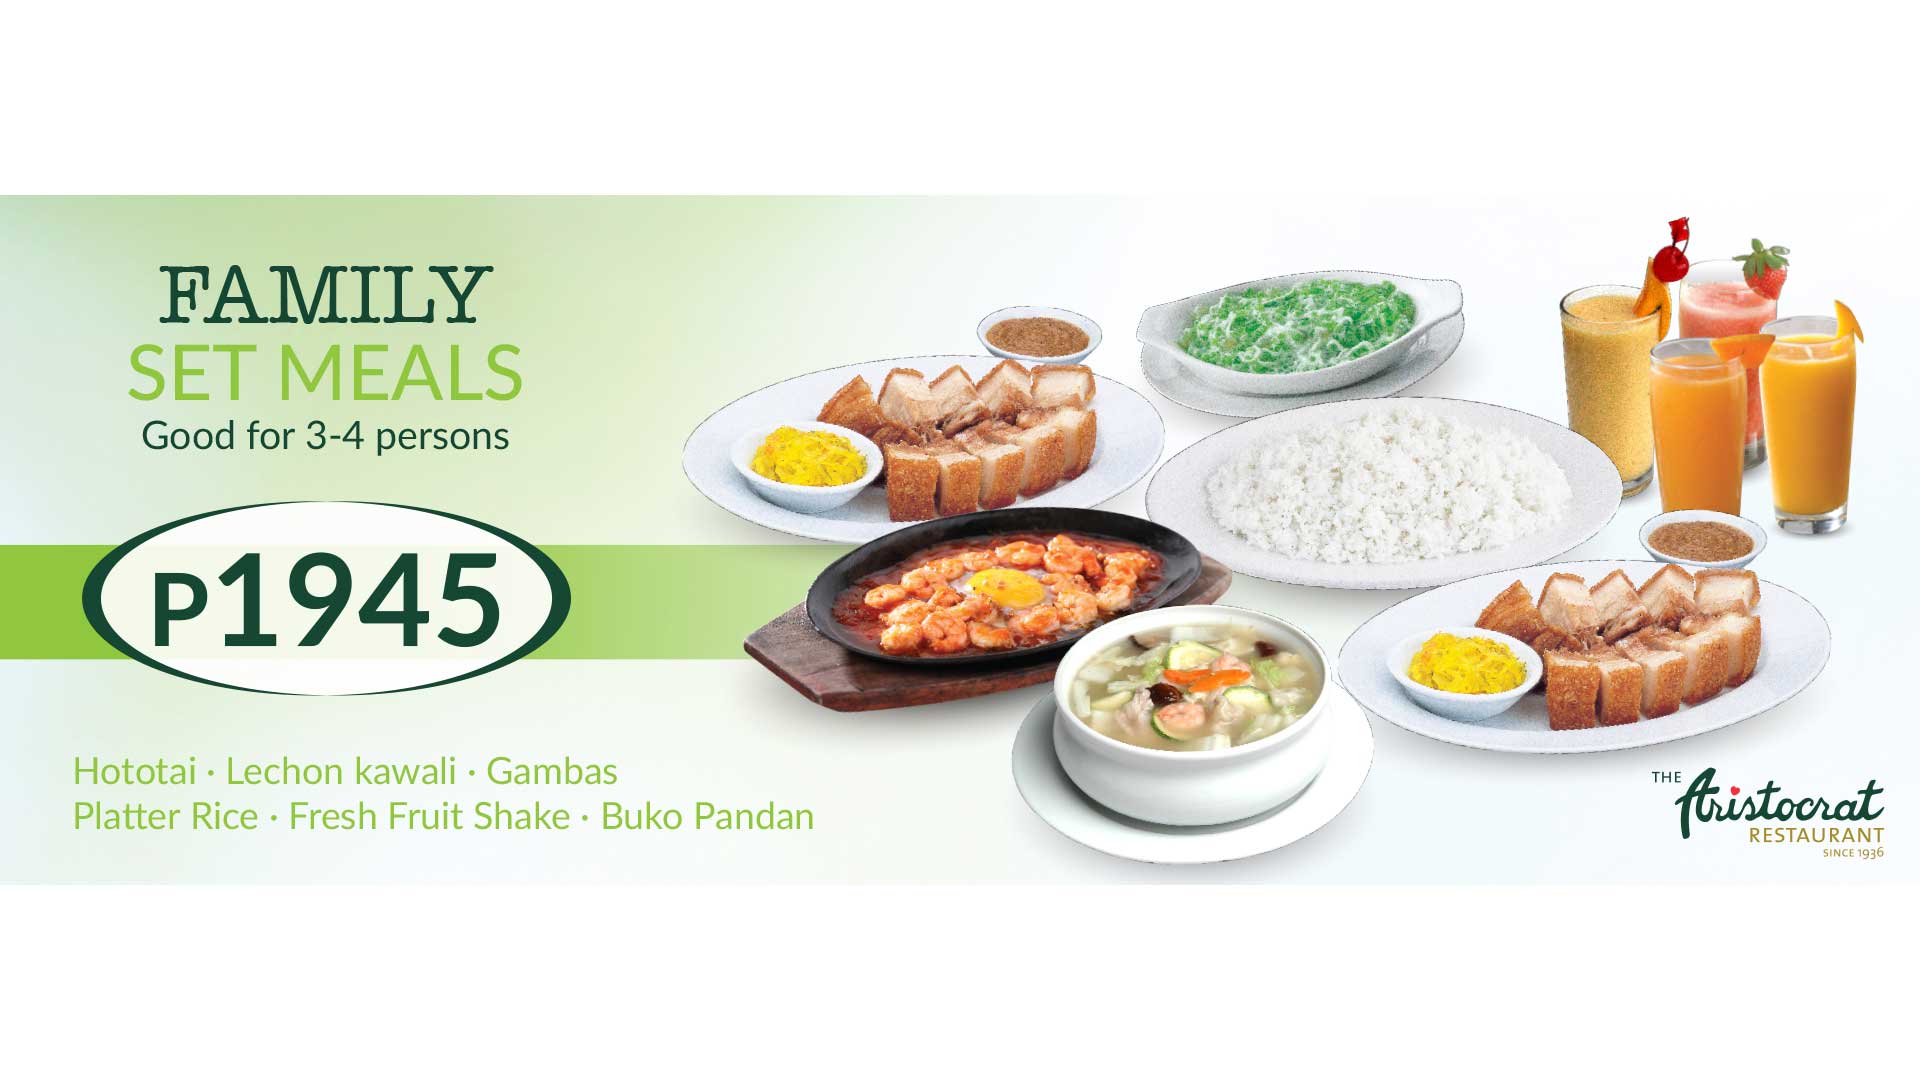 FAMILY
SET MEALS
Good for 3-4 persons
P1945
Hototai · Lechon kawali · Gambas
Platter Rice · Fresh Fruit Shake · Buko Pandan
THE Aristocrat
RESTAURANT
SINCE 1936